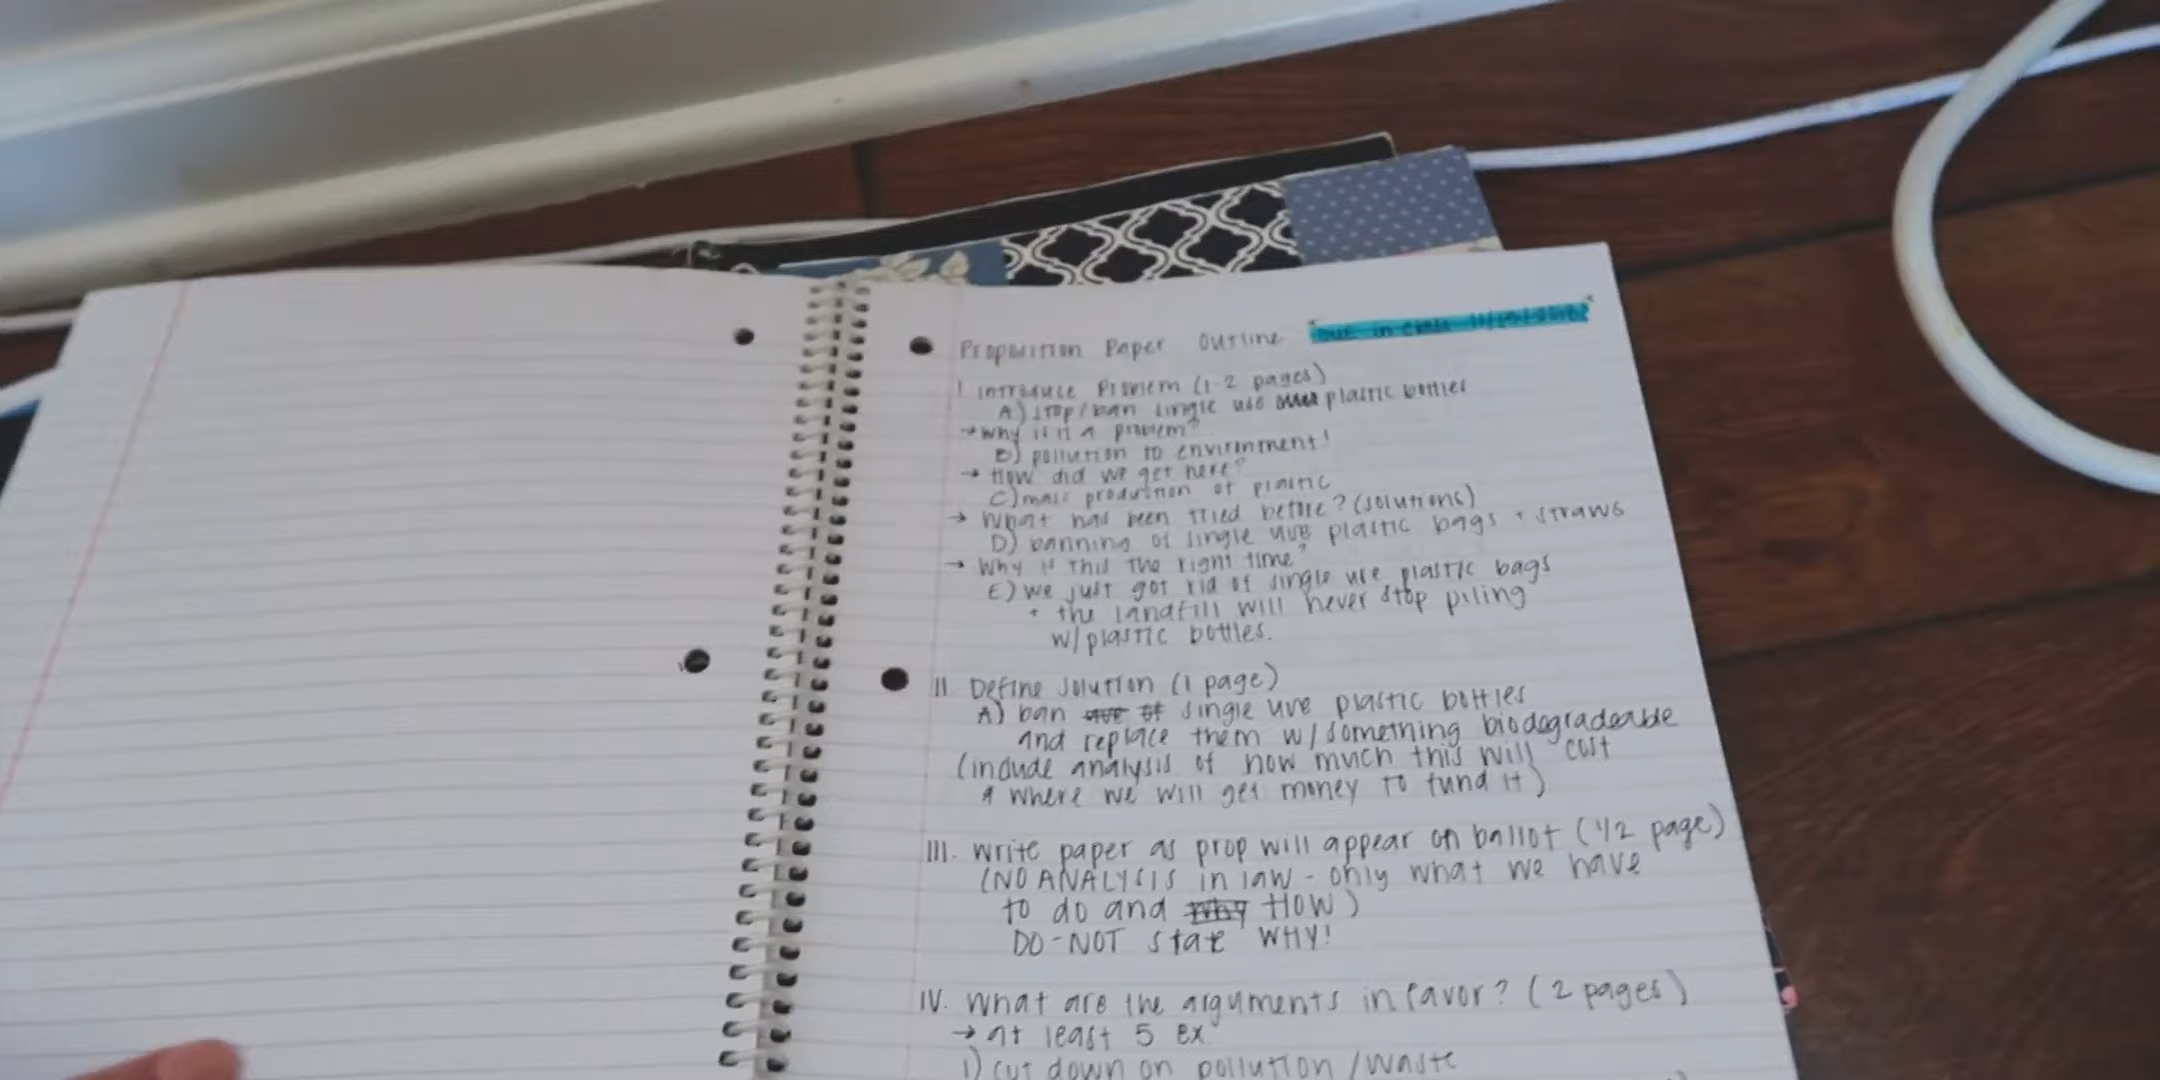 Proposition Paper Outline Due in class
I introduce Problem (1-2 pages)
A) stop/ban single use plastic bottles
→ Why is it a problem?
B) pollution to environment!
→ How did we get here?
C) mass production of plastic
→ What has been tried before? (solutions)
D) banning of single use plastic bags + straws
→ Why is this the right time?
E) we just got rid of single use plastic bags
+ the landfill will never stop piling
w/plastic bottles.
II. Define solution (1 page)
A) ban single use plastic bottles
and replace them w/something biodegradeable
(include analysis of how much this will cost
& where we will get money to fund it)
III. Write paper as prop will appear on ballot (1/2 page)
(NO ANALYSIS in law - only what we have
to do and why HOW)
DO-NOT state WHY!
IV. What are the arguments in favor? (2 pages)
→ at least 5 ex
1) cut down on pollution/waste